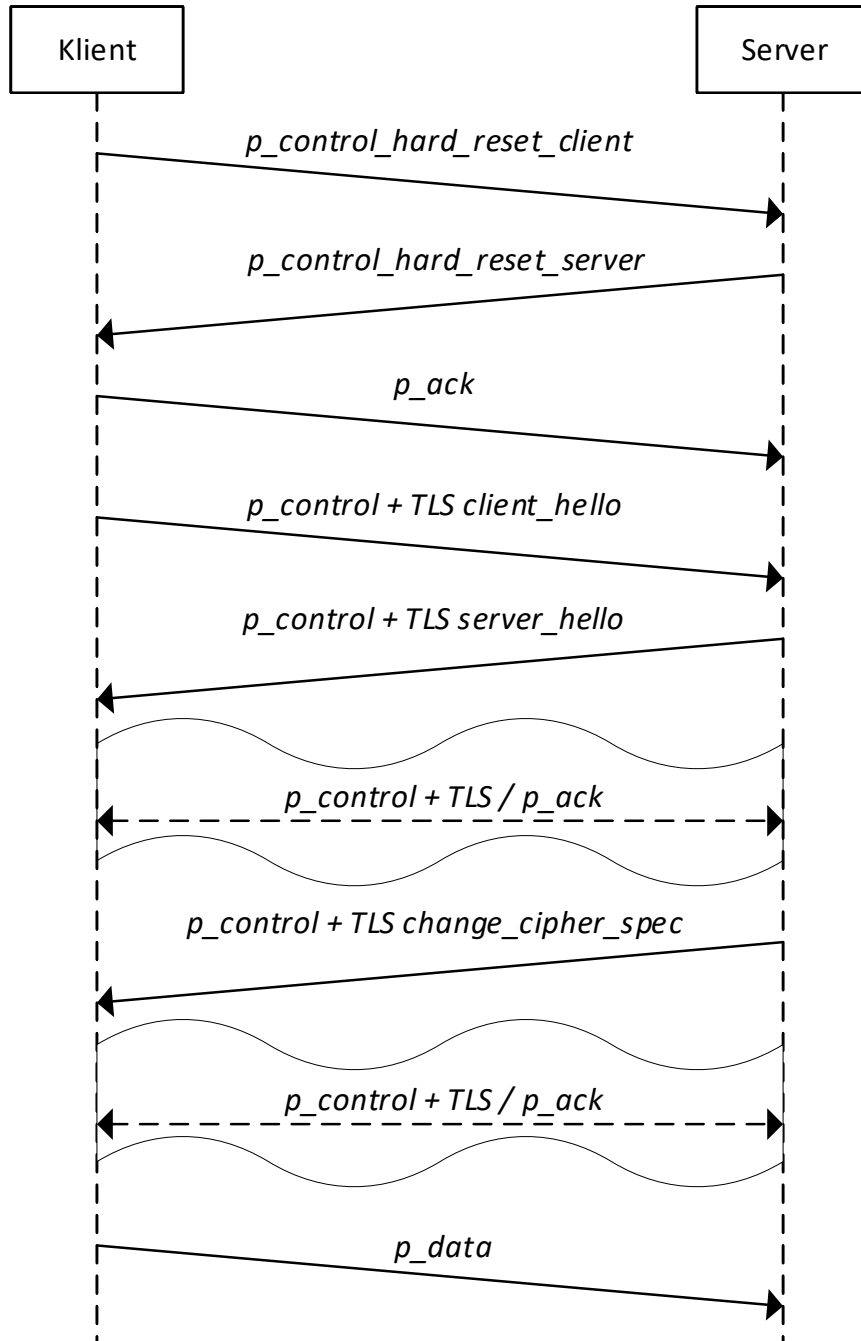 Klient
Server
p_control_hard_reset_client
p_control_hard_reset_server
p_ack
p_control + TLS client_hello
p_control + TLS server_hello
p_control + TLS / p_ack
p_control + TLS change_cipher_spec
p_control + TLS / p_ack
p_data